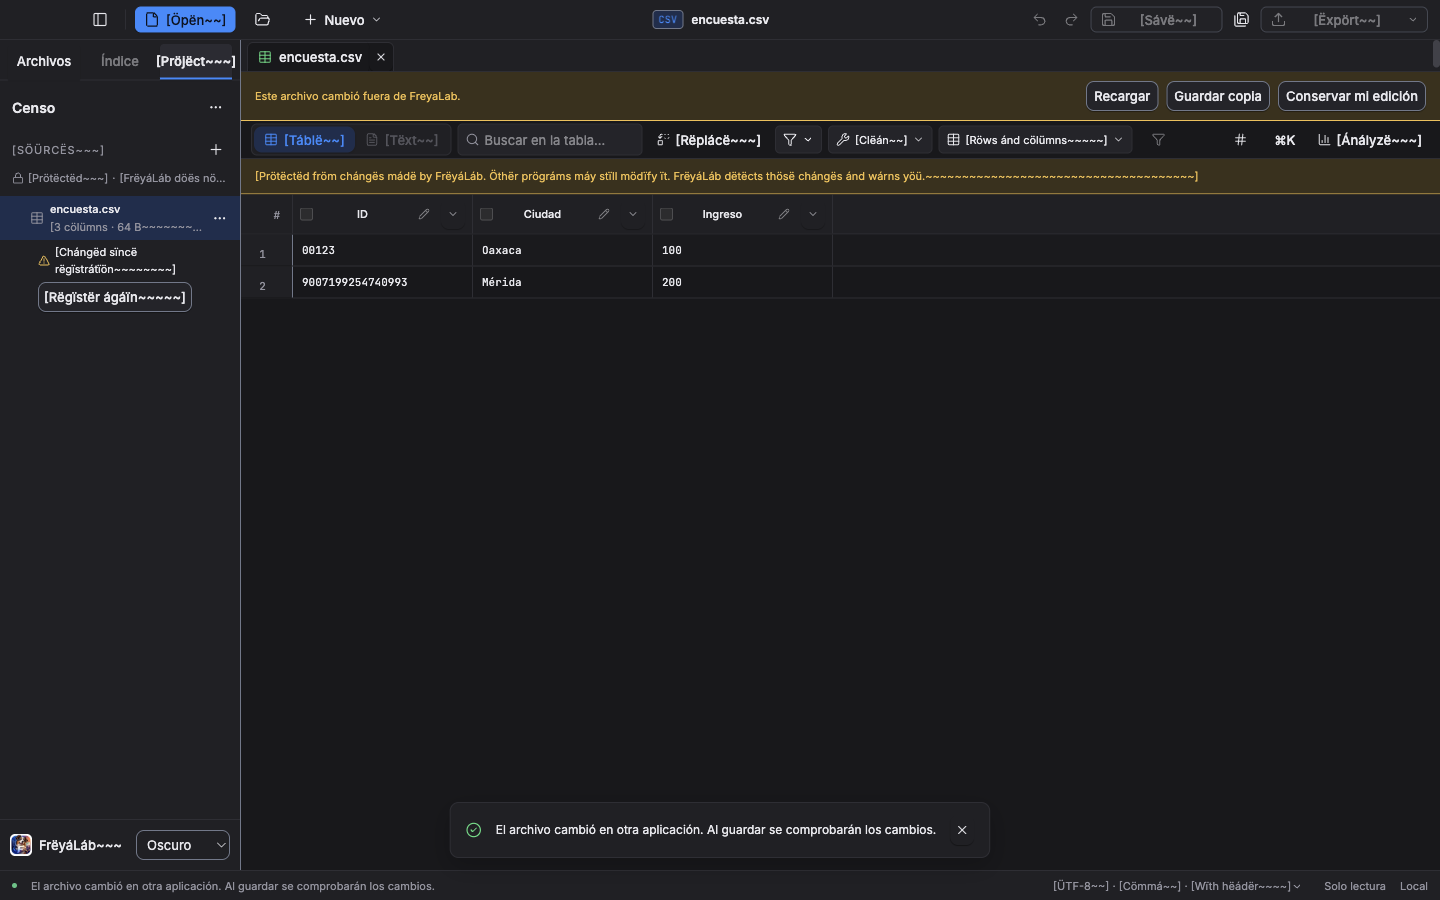 [Öpën~~]
Nuevo
CSV encuesta.csv
[Sávë~~]
[Ëxpört~~]
Archivos
Índice
[Pröjëct~~~]
encuesta.csv
Censo
Este archivo cambió fuera de FreyaLab.
Recargar
Guardar copia
Conservar mi edición
[SÖÜRCËS~~~]
[Táblë~~]
[Tëxt~~]
Buscar en la tabla...
[Rëplácë~~~]
[Clëán~~]
[Röws ánd cölümns~~~~~]
⌘K
[Ánályzë~~~]
[Prötëctëd~~~] · [FrëyáLáb döës nö...
[Prötëctëd fröm chángës mádë by FrëyáLáb. Öthër prögráms máy stïll mödïfy ït. FrëyáLáb dëtëcts thösë chángës ánd wárns yöü.~~~~~~~~~~~~~~~~~~~~~~~~~~~~~~~~~~~~~]
encuesta.csv
[3 cölümns · 64 B~~~~~~~...
[Chángëd sïncë
rëgïstrátïön~~~~~~~~]
[Rëgïstër ágáïn~~~~~]
# ID Ciudad Ingreso
1 00123 Oaxaca 100
2 9007199254740993 Mérida 200
El archivo cambió en otra aplicación. Al guardar se comprobarán los cambios.
FrëyáLáb~~~
Oscuro
El archivo cambió en otra aplicación. Al guardar se comprobarán los cambios.
[ÜTF-8~~] · [Cömmá~~] · [Wïth hëádër~~~~]
Solo lectura
Local